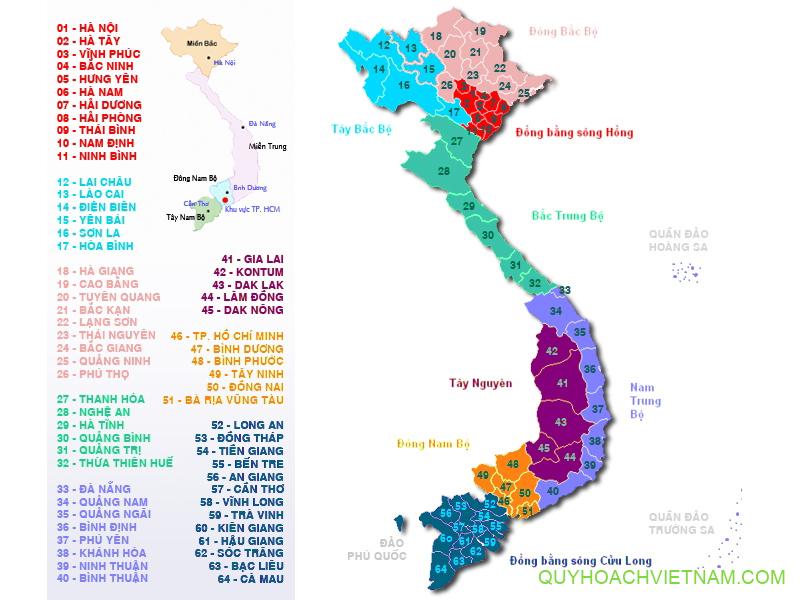 01 - HÀ NỘI
02 - HÀ TÂY
03 - VĨNH PHÚC
04 - BẮC NINH
05 - HƯNG YÊN
06 - HÀ NAM
07 - HẢI DƯƠNG
08 - HẢI PHÒNG
09 - THÁI BÌNH
10 - NAM ĐỊNH
11 - NINH BÌNH
12 - LAI CHÂU
13 - LÀO CAI
14 - ĐIỆN BIÊN
15 - YÊN BÁI
16 - SƠN LA
17 - HÒA BÌNH
18 - HÀ GIANG
19 - CAO BẰNG
20 - TUYÊN QUANG
21 - BẮC KẠN
22 - LẠNG SƠN
23 - THÁI NGUYÊN
24 - BẮC GIANG
25 - QUẢNG NINH
26 - PHÚ THỌ
27 - THANH HÓA
28 - NGHỆ AN
29 - HÀ TĨNH
30 - QUẢNG BÌNH
31 - QUẢNG TRỊ
32 - THỪA THIÊN HUẾ
33 - ĐÀ NẴNG
34 - QUẢNG NAM
35 - QUẢNG NGÃI
36 - BÌNH ĐỊNH
37 - PHÚ YÊN
38 - KHÁNH HÒA
39 - NINH THUẬN
40 - BÌNH THUẬN
Miền Bắc
Hà Nội
Đà Nẵng
Miền Trung
Đông Nam Bộ
Bình Dương
Cần Thơ
Khu vực TP. HCM
Tây Nam Bộ
41 - GIA LAI
42 - KONTUM
43 - DAK LAK
44 - LÂM ĐỒNG
45 - DAK NÔNG
46 - TP. HỒ CHÍ MINH
47 - BÌNH DƯƠNG
48 - BÌNH PHƯỚC
49 - TÂY NINH
50 - ĐỒNG NAI
51 - BÀ RỊA VŨNG TÀU
52 - LONG AN
53 - ĐỒNG THÁP
54 - TIỀN GIANG
55 - BẾN TRE
56 - AN GIANG
57 - CẦN THƠ
58 - VĨNH LONG
59 - TRÀ VINH
60 - KIÊN GIANG
61 - HẬU GIANG
62 - SÓC TRĂNG
63 - BẠC LIÊU
64 - CÀ MAU
Đông Bắc Bộ
18
19
12
13
20
21
14
15
22
23
16
26
24
25
17
Tây Bắc Bộ
Đồng bằng sông Hồng
27
28
29
Bắc Trung Bộ
30
QUẦN ĐẢO
HOÀNG SA
31
32
33
34
35
42
36
Tây Nguyên
41
Nam
Trung
Bộ
37
43
38
Đông Nam Bộ
45
44
48
39
49
47
50
40
46
51
52
56
53
54
55
57
58
60
61
59
62
63
64
ĐẢO
PHÚ QUỐC
QUẦN ĐẢO
TRƯỜNG SA
Đồng bằng sông Cửu Long
QUYHOACHVIETNAM.COM